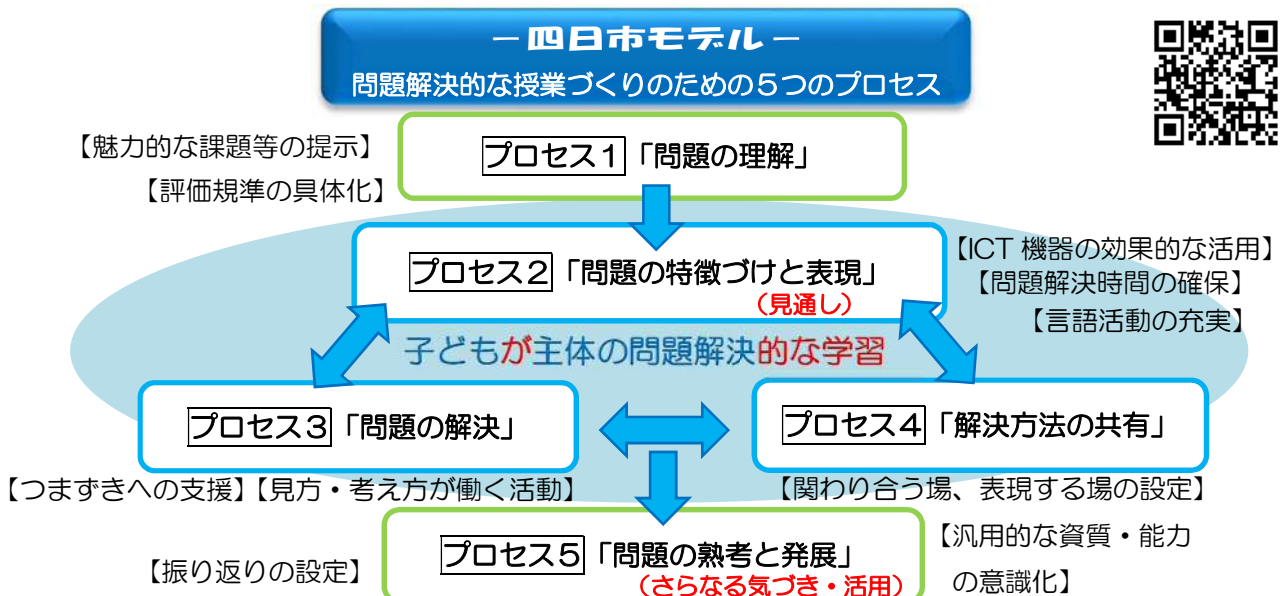 －四日市モデル－
問題解決的な授業づくりのための５つのプロセス
【魅力的な課題等の提示】
プロセス１「問題の理解」
【評価規準の具体化】
プロセス２「問題の特徴づけと表現」
（見通し）
【ICT 機器の効果的な活用】
【問題解決時間の確保】
【言語活動の充実】
子どもが主体の問題解決的な学習
プロセス３「問題の解決」
プロセス４「解決方法の共有」
【つまずきへの支援】【見方・考え方が働く活動】
【関わり合う場、表現する場の設定】
プロセス５「問題の熟考と発展」
（さらなる気づき・活用）
【振り返りの設定】
【汎用的な資質・能力
の意識化】